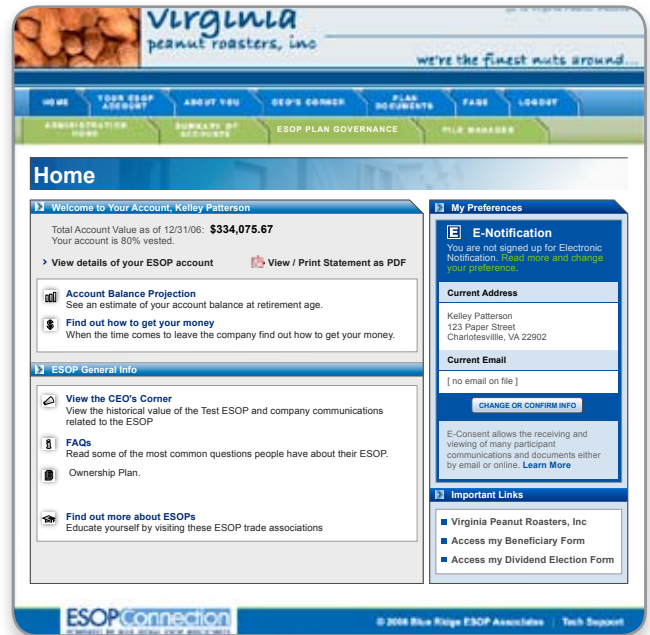 virginia
peanut roasters, inc
we're the finest nuts around...
HOME
YOUR ESOP ACCOUNT
ABOUT YOU
CEO'S CORNER
PLAN DOCUMENTS
FAQS
LOGOUT
ADMINISTRATION HOME
SUMMARY OF ACCOUNTS
ESOP PLAN GOVERNANCE
FILE MANAGER
Home
Welcome to Your Account, Kelley Patterson
Total Account Value as of 12/31/06: $334,075.67
Your account is 80% vested.
View details of your ESOP account
View / Print Statement as PDF
Account Balance Projection
See an estimate of your account balance at retirement age.
Find out how to get your money
When the time comes to leave the company find out how to get your money.
ESOP General Info
View the CEO's Corner
View the historical value of the Test ESOP and company communications
related to the ESOP
FAQs
Read some of the most common questions people have about their ESOP.
Ownership Plan.
Find out more about ESOPs
Educate yourself by visiting these ESOP trade associations
My Preferences
E E-Notification
You are not signed up for Electronic
Notification. Read more and change
your preference.
Current Address
Kelley Patterson
123 Paper Street
Charlotesvillle, VA 22902
Current Email
[ no email on file ]
CHANGE OR CONFIRM INFO
E-Consent allows the receiving and
viewing of many participant
communications and documents either
by email or online. Learn More
Important Links
Virginia Peanut Roasters, Inc
Access my Beneficiary Form
Access my Dividend Election Form
ESOPConnection
© 2006 Blue Ridge ESOP Associates | Tech Support